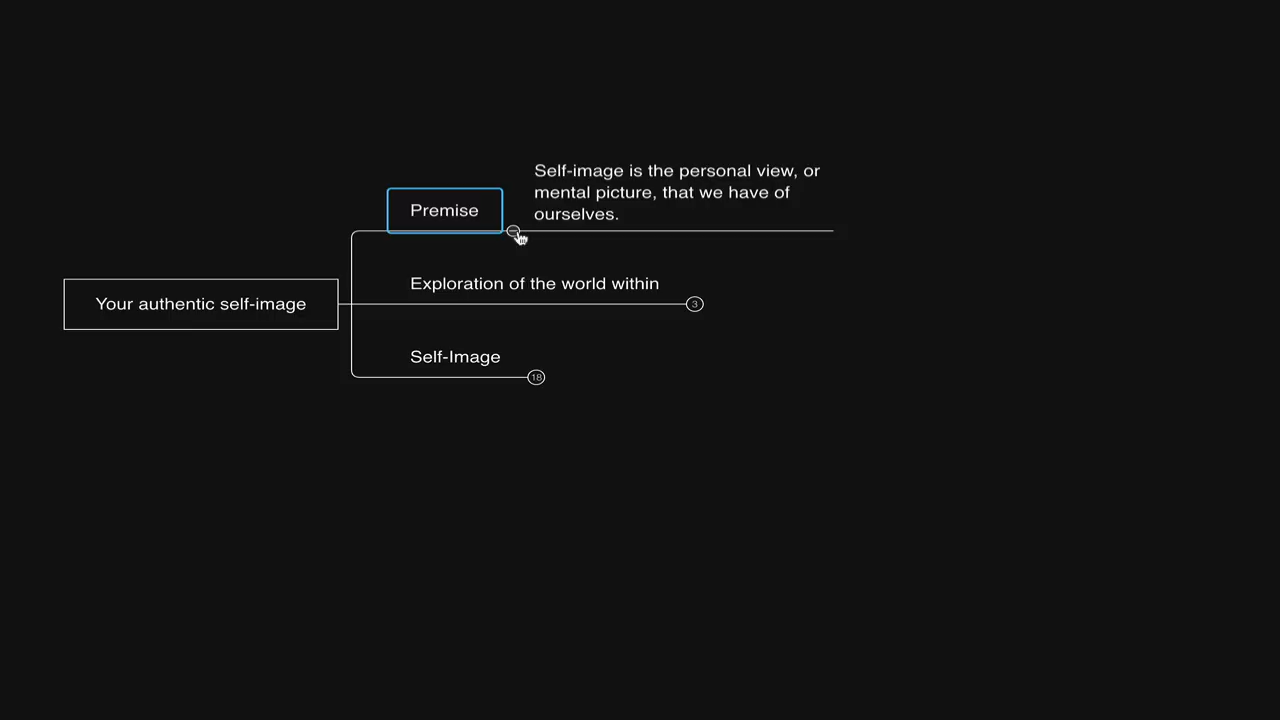 Self-image is the personal view, or
mental picture, that we have of
ourselves.
Premise
Exploration of the world within
3
Your authentic self-image
Self-Image
18